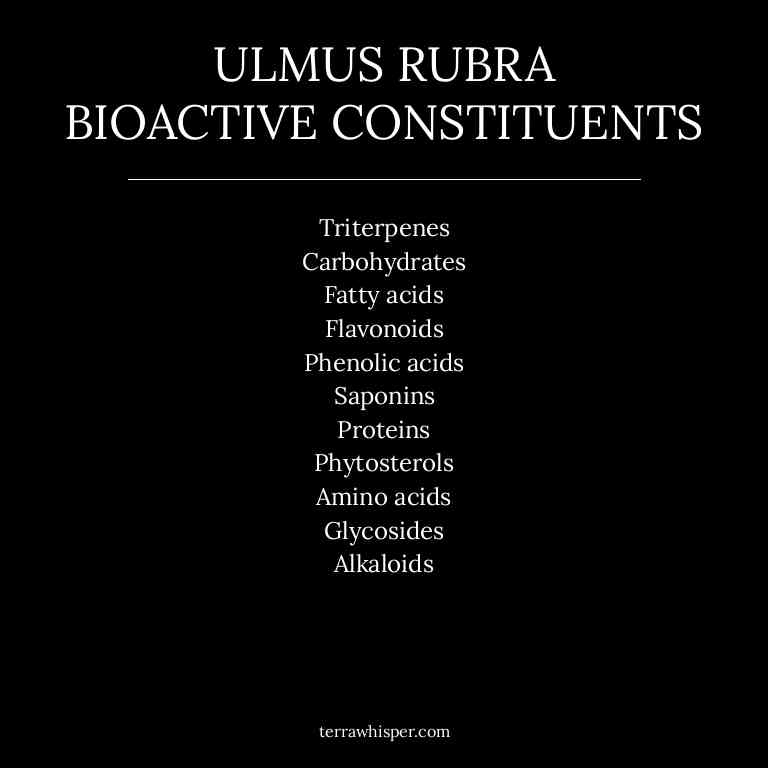 ULMUS RUBRA
BIOACTIVE CONSTITUENTS
Triterpenes
Carbohydrates
Fatty acids
Flavonoids
Phenolic acids
Saponins
Proteins
Phytosterols
Amino acids
Glycosides
Alkaloids
terrawhisper.com